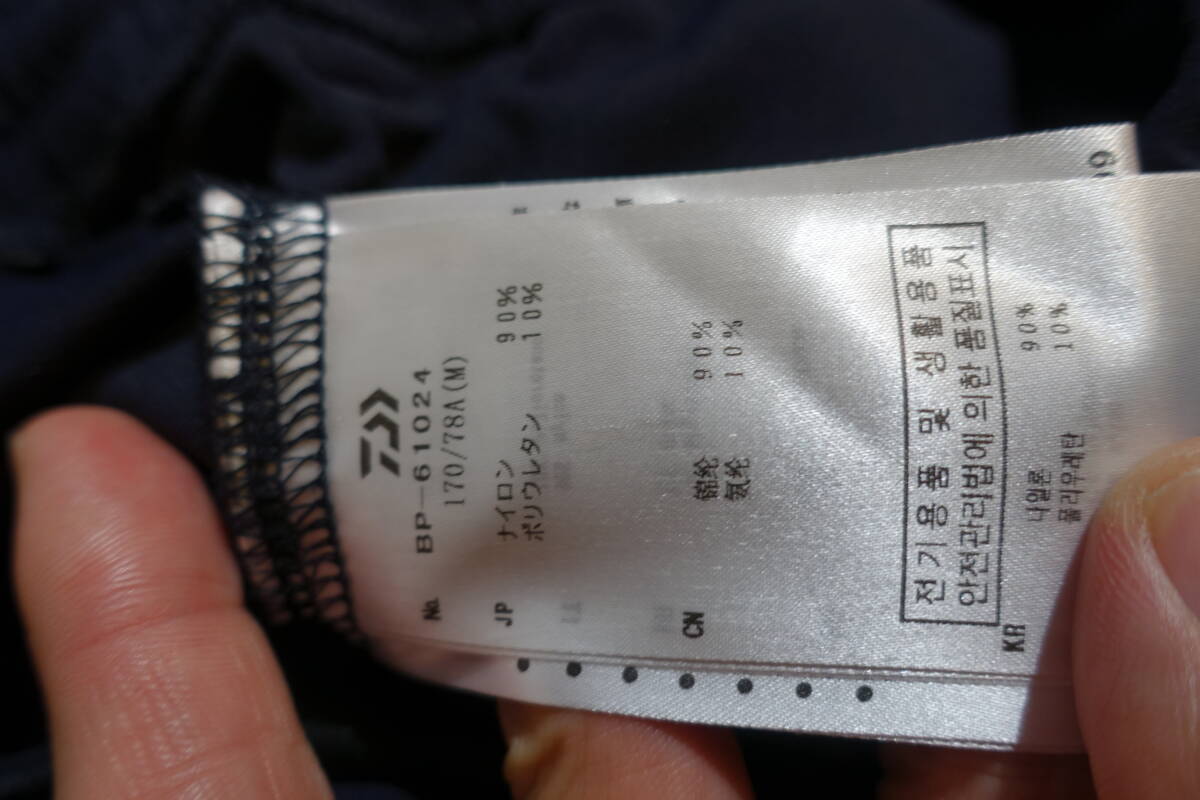 No. BP-61024
170/78A(M)
JP
ナイロン 90%
ポリウレタン 10%
CN
锦纶 90%
氨纶 10%
전기용품 및 생활용품
안전관리법에 의한 품질표시
KR
나일론 90%
폴리우레탄 10%